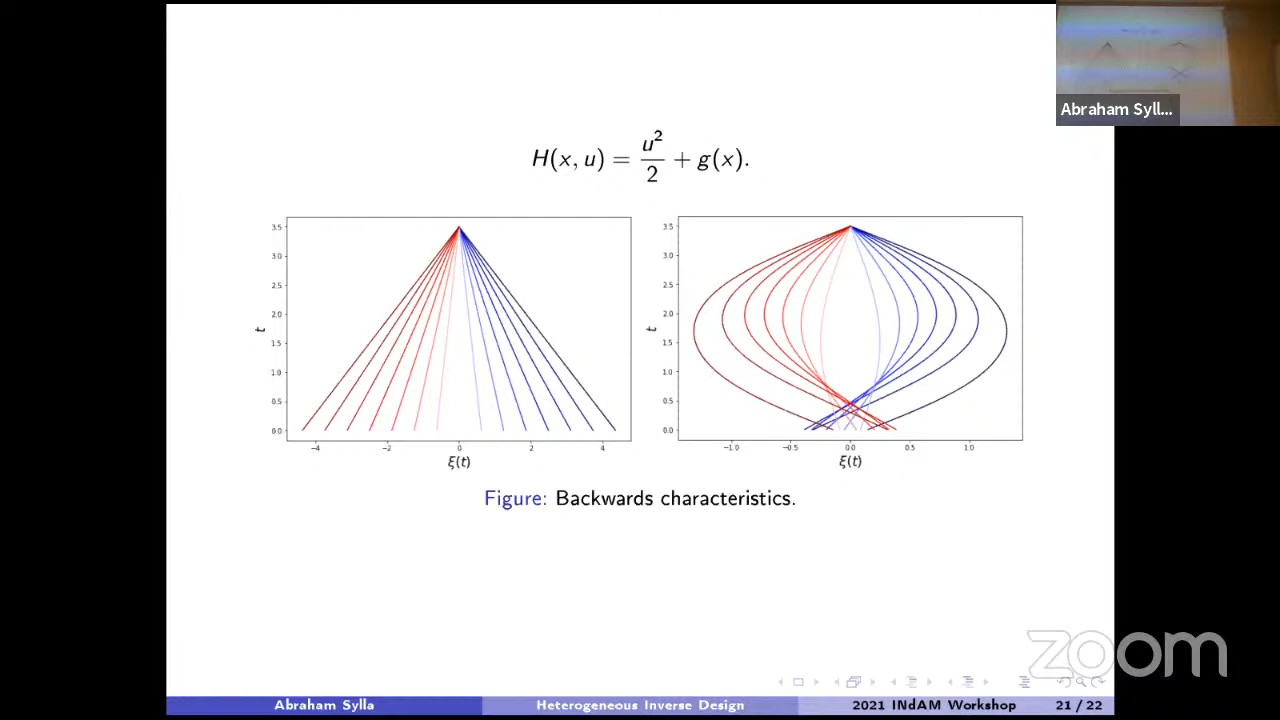 Abraham Syll...
H(x, u) = u²/2 + g(x).
3.5
3.0
2.5
2.0
1.5
1.0
0.5
0.0
t
−4 −2 0 2 4
ξ(t)
3.5
3.0
2.5
2.0
1.5
1.0
0.5
0.0
t
−1.0 −0.5 0.0 0.5 1.0
ξ(t)
Figure: Backwards characteristics.
zoom
Abraham Sylla Heterogeneous Inverse Design 2021 INdAM Workshop 21 / 22